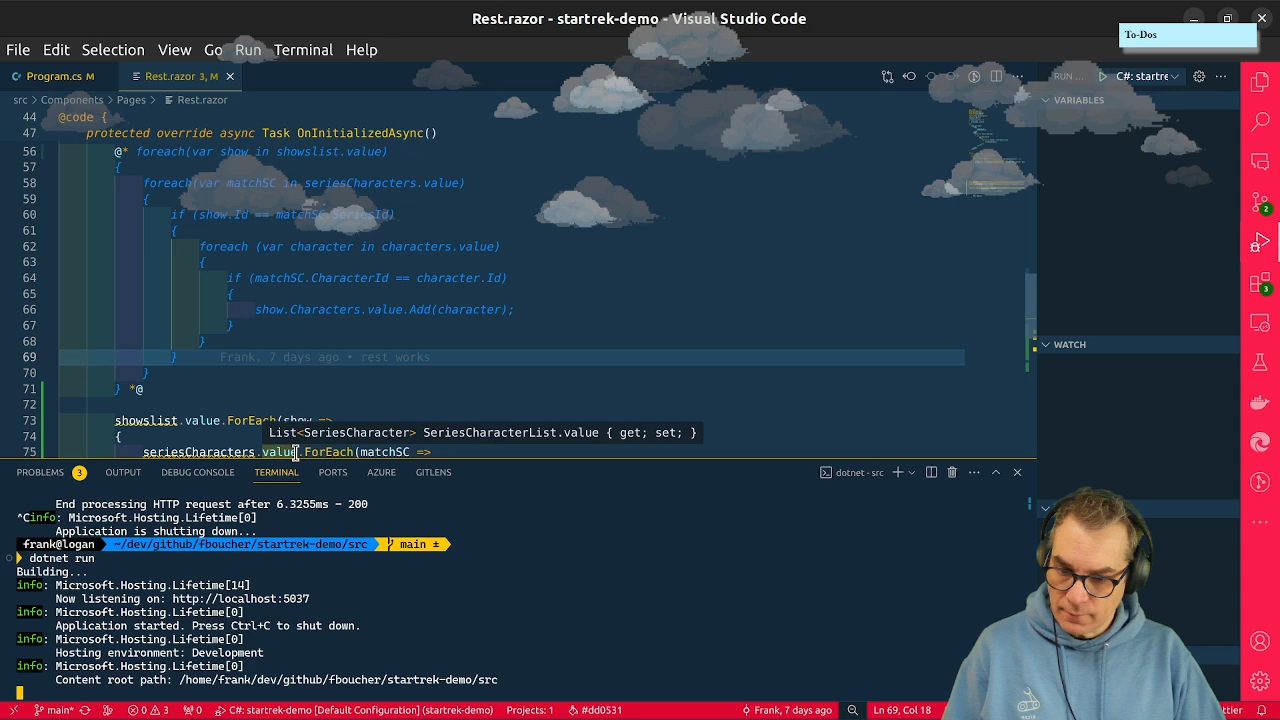 Rest.razor - startrek-demo - Visual Studio Code
To-Dos
File Edit Selection View Go Run Terminal Help
Program.cs M Rest.razor 3, M RUN ... C#: startre
src > Components > Pages > Rest.razor VARIABLES
44 @code {
47 protected override async Task OnInitializedAsync()
56 @* foreach(var show in showslist.value)
57 {
58 foreach(var matchSC in seriesCharacters.value)
59 {
60 if (show.Id == matchSC.SeriesId)
61 {
62 foreach (var character in characters.value)
63 {
64 if (matchSC.CharacterId == character.Id)
65 {
66 show.Characters.value.Add(character);
67 }
68 }
69 } Frank, 7 days ago • rest works
70 }
71 } *@
72
73 showslist.value.ForEach(show =>
74 {
List<SeriesCharacter> SeriesCharacterList.value { get; set; }
75 seriesCharacters.value.ForEach(matchSC =>
WATCH
PROBLEMS 3 OUTPUT DEBUG CONSOLE TERMINAL PORTS AZURE GITLENS dotnet - src
End processing HTTP request after 6.3255ms - 200
^Cinfo: Microsoft.Hosting.Lifetime[0]
Application is shutting down...
frank@logan ~/dev/github/fboucher/startrek-demo/src main ±
dotnet run
Building...
info: Microsoft.Hosting.Lifetime[14]
Now listening on: http://localhost:5037
info: Microsoft.Hosting.Lifetime[0]
Application started. Press Ctrl+C to shut down.
info: Microsoft.Hosting.Lifetime[0]
Hosting environment: Development
info: Microsoft.Hosting.Lifetime[0]
Content root path: /home/frank/dev/github/fboucher/startrek-demo/src
2
3
main* 0 3 0 C#: startrek-demo [Default Configuration] (startrek-demo) Projects: 1 #dd0531 Frank, 7 days ago Ln 69, Col 18